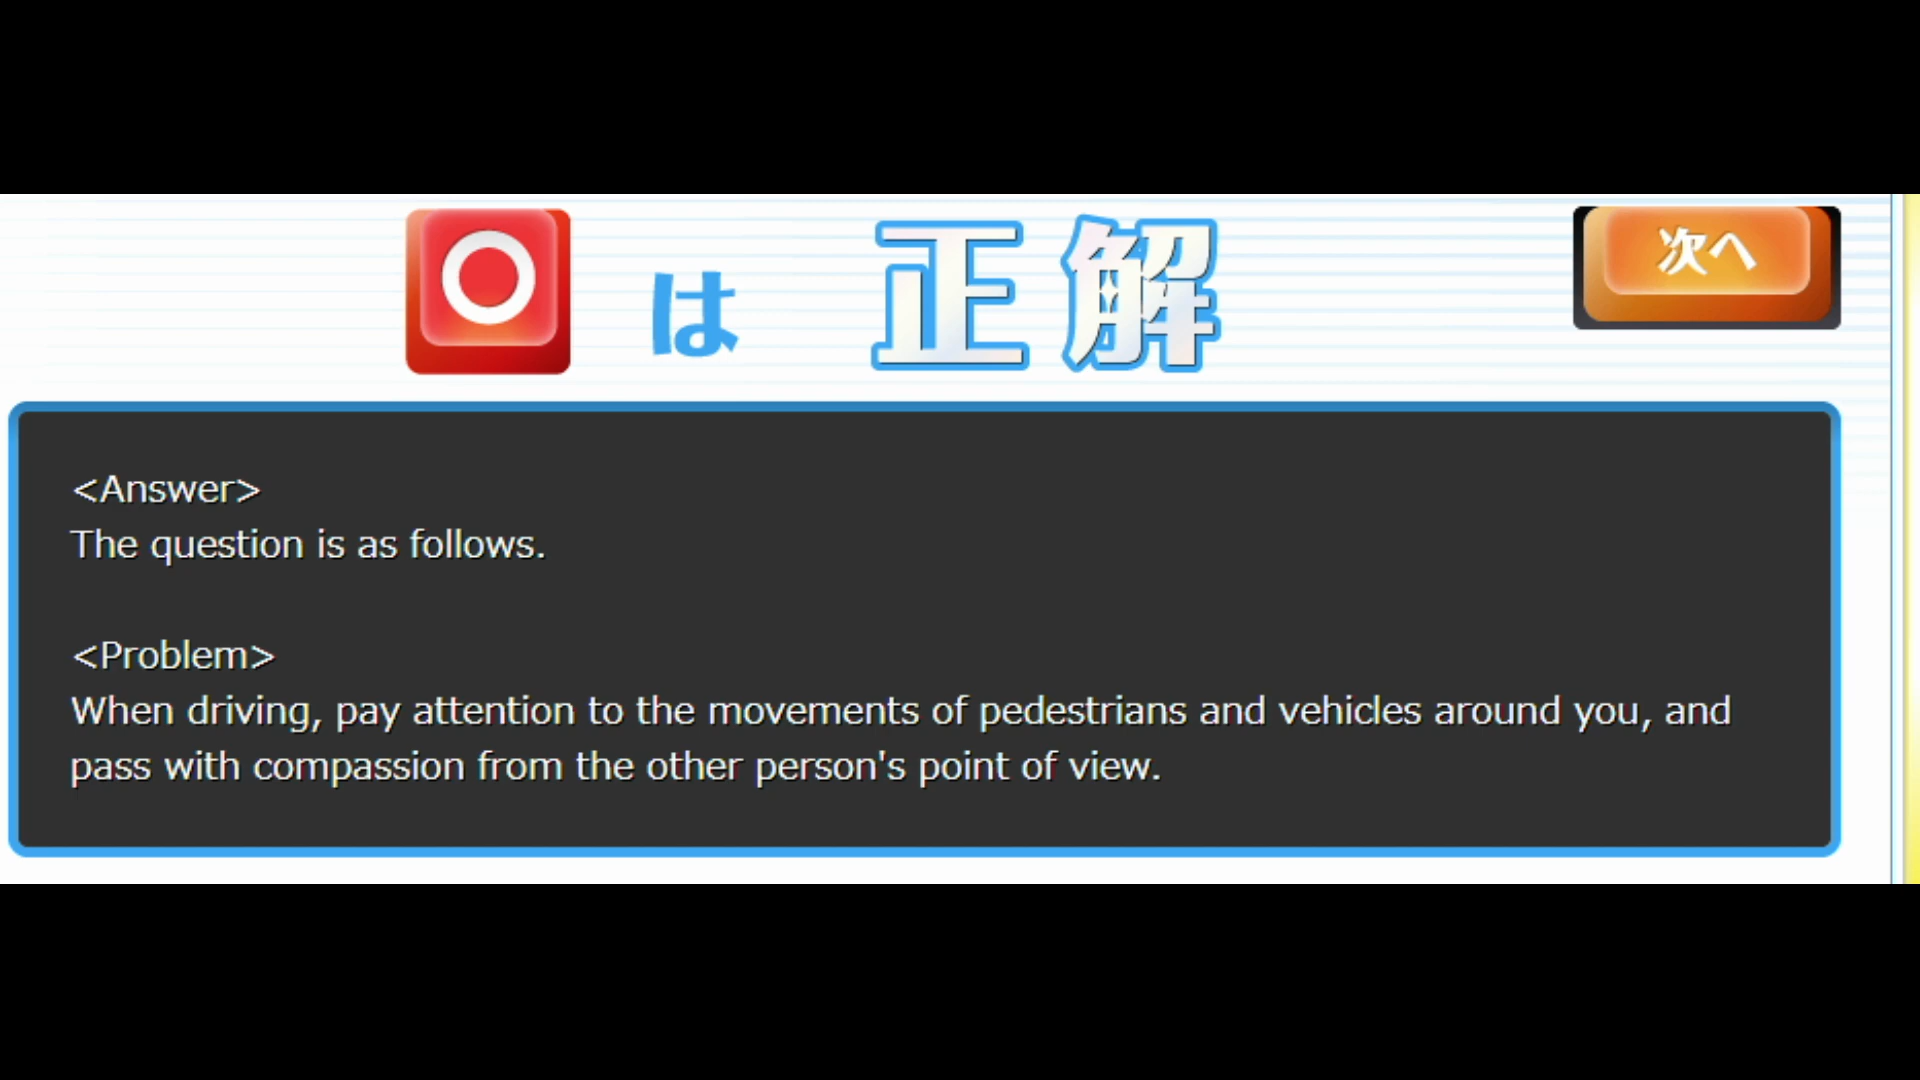 ○ は 正解
次へ
<Answer>
The question is as follows.
<Problem>
When driving, pay attention to the movements of pedestrians and vehicles around you, and
pass with compassion from the other person's point of view.